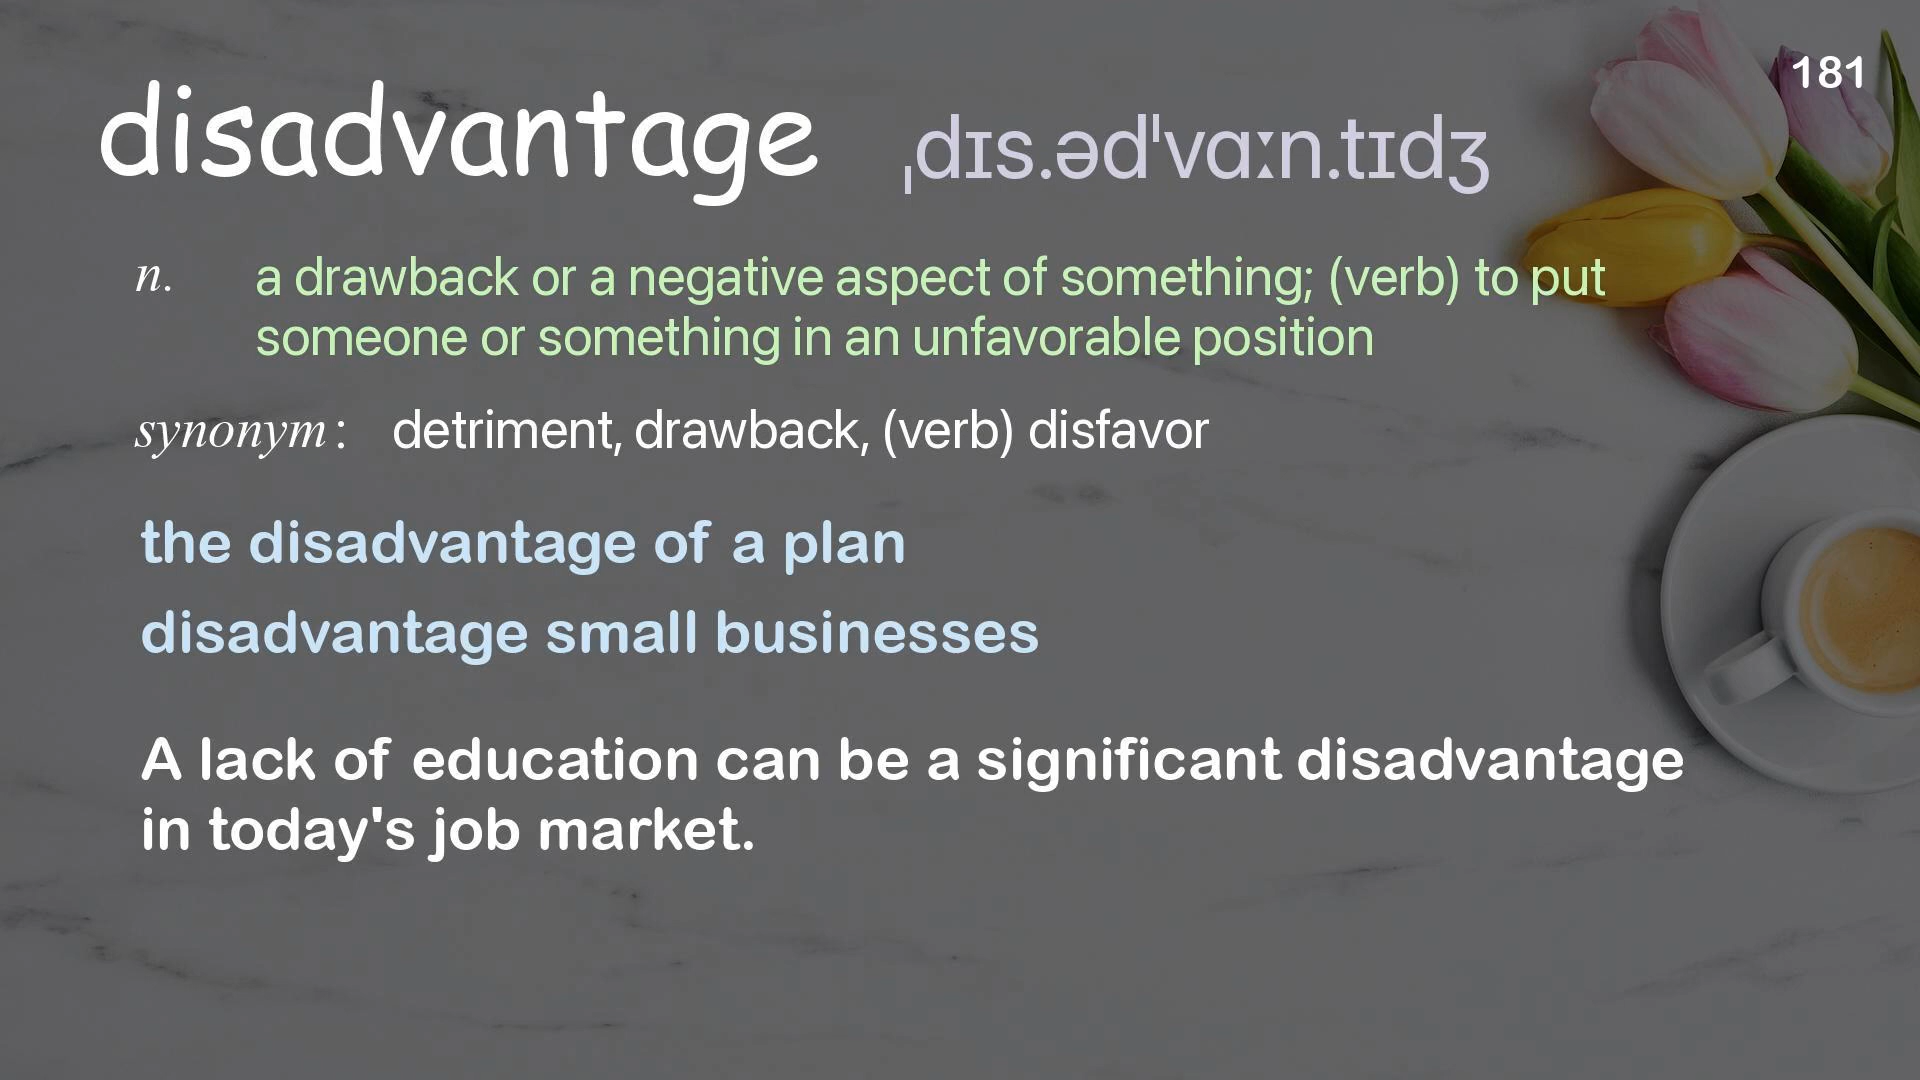 181
disadvantage ˌdɪs.ədˈvɑːn.tɪdʒ
n. a drawback or a negative aspect of something; (verb) to put
someone or something in an unfavorable position
synonym: detriment, drawback, (verb) disfavor
the disadvantage of a plan
disadvantage small businesses
A lack of education can be a significant disadvantage
in today's job market.